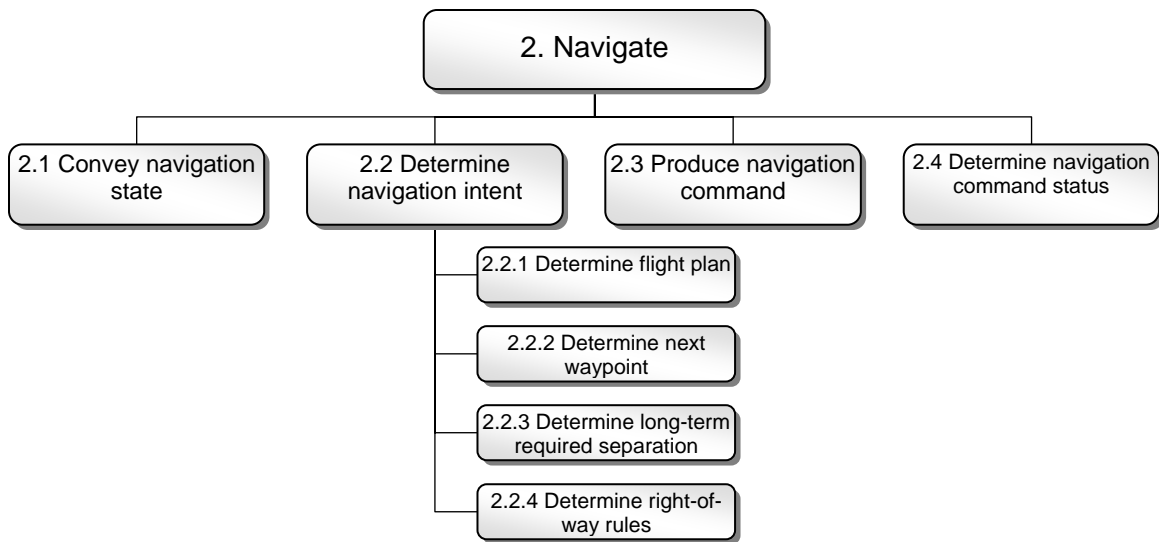 2. Navigate
2.1 Convey navigation
state
2.2 Determine
navigation intent
2.3 Produce navigation
command
2.4 Determine navigation
command status
2.2.1 Determine flight plan
2.2.2 Determine next
waypoint
2.2.3 Determine long-term
required separation
2.2.4 Determine right-of-
way rules